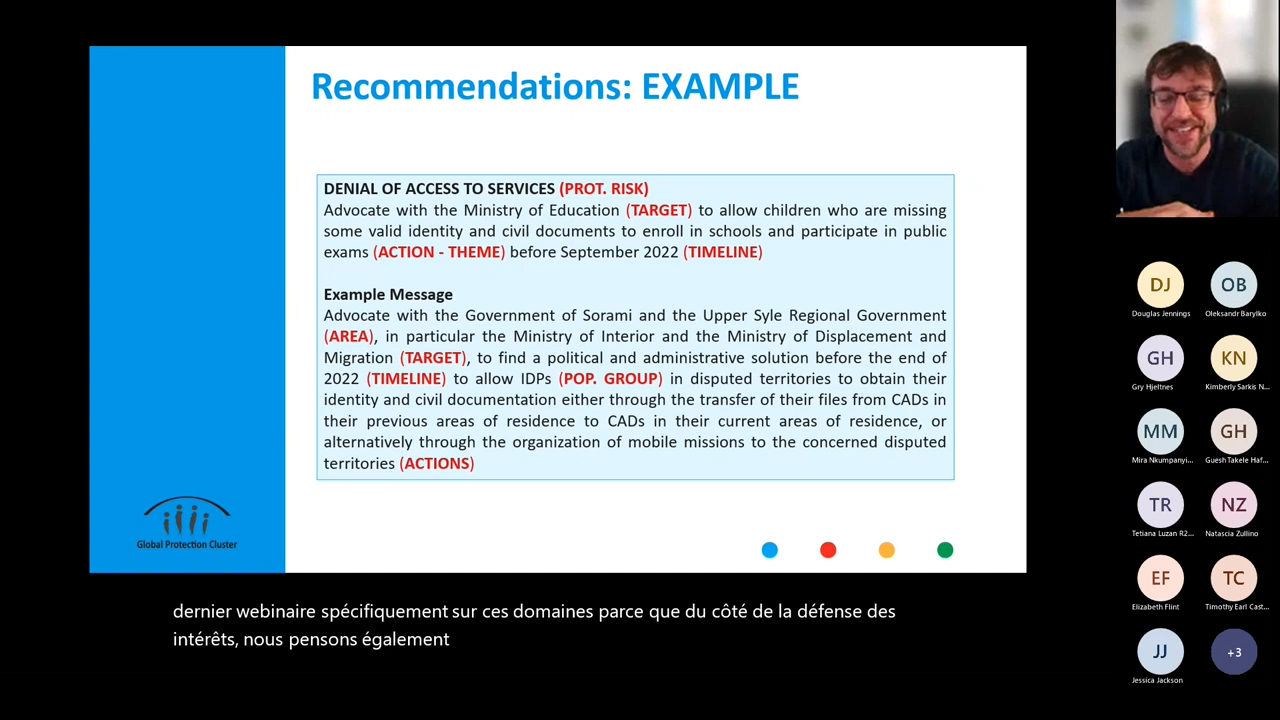 Recommendations: EXAMPLE
DENIAL OF ACCESS TO SERVICES (PROT. RISK)
Advocate with the Ministry of Education (TARGET) to allow children who are missing
some valid identity and civil documents to enroll in schools and participate in public
exams (ACTION - THEME) before September 2022 (TIMELINE)
Example Message
Advocate with the Government of Sorami and the Upper Syle Regional Government
(AREA), in particular the Ministry of Interior and the Ministry of Displacement and
Migration (TARGET), to find a political and administrative solution before the end of
2022 (TIMELINE) to allow IDPs (POP. GROUP) in disputed territories to obtain their
identity and civil documentation either through the transfer of their files from CADs in
their previous areas of residence to CADs in their current areas of residence, or
alternatively through the organization of mobile missions to the concerned disputed
territories (ACTIONS)
Global Protection Cluster
dernier webinaire spécifiquement sur ces domaines parce que du côté de la défense des
intérêts, nous pensons également
DJ
Douglas Jennings
OB
Oleksandr Barylko
GH
Gry Hjeltnes
KN
Kimberly Sarkis N...
MM
Mira Nkumpanyi...
GH
Guesh Takele Haf...
TR
Tetiana Luzan R2...
NZ
Natascia Zullino
EF
Elizabeth Flint
TC
Timothy Earl Cast...
JJ
Jessica Jackson
+3